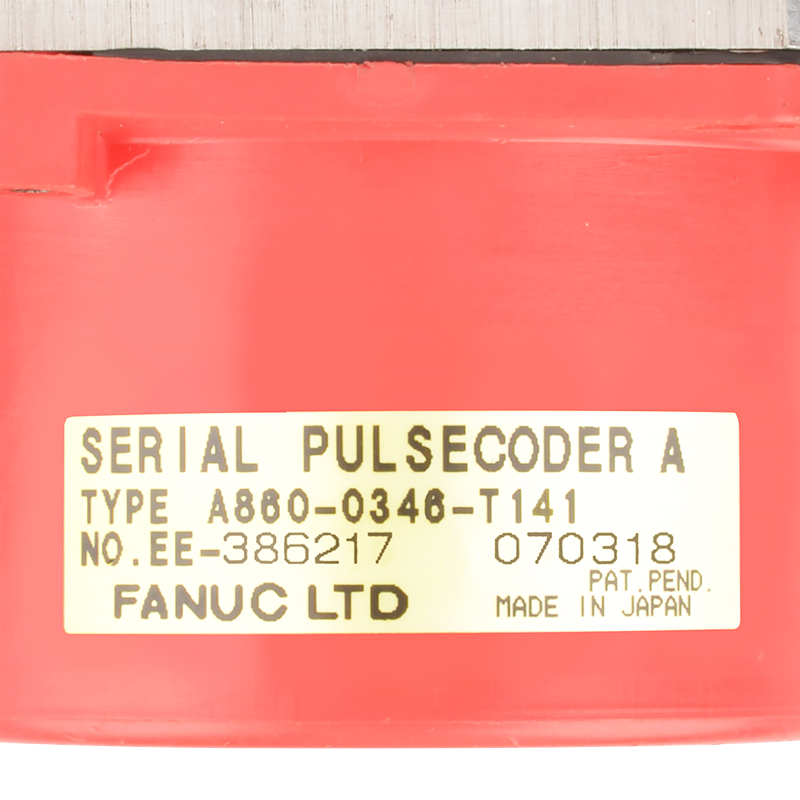 SERIAL PULSECODER A
TYPE A860-0346-T141
NO.EE-386217 070318
PAT.PEND.
FANUC LTD MADE IN JAPAN